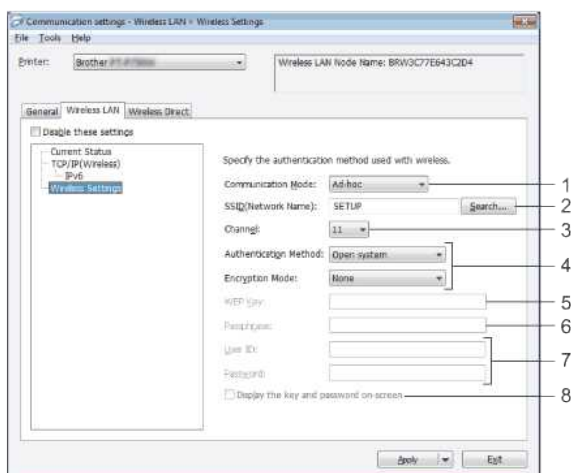 Communication settings - Wireless LAN > Wireless Settings
File Tools Help
Printer: Brother
Wireless LAN Node Name: BRW3C77E643C2D4
General Wireless LAN Wireless Direct
Disable these settings
Current Status
TCP/IP(Wireless)
IPv6
Wireless Settings
Specify the authentication method used with wireless.
Communication Mode: Ad-hoc 1
SSID(Network Name): SETUP Search... 2
Channel: 11 3
Authentication Method: Open system
4
Encryption Mode: None
WEP Key: 5
Passphrase: 6
User ID:
7
Password:
Display the key and password on-screen 8
Apply Exit